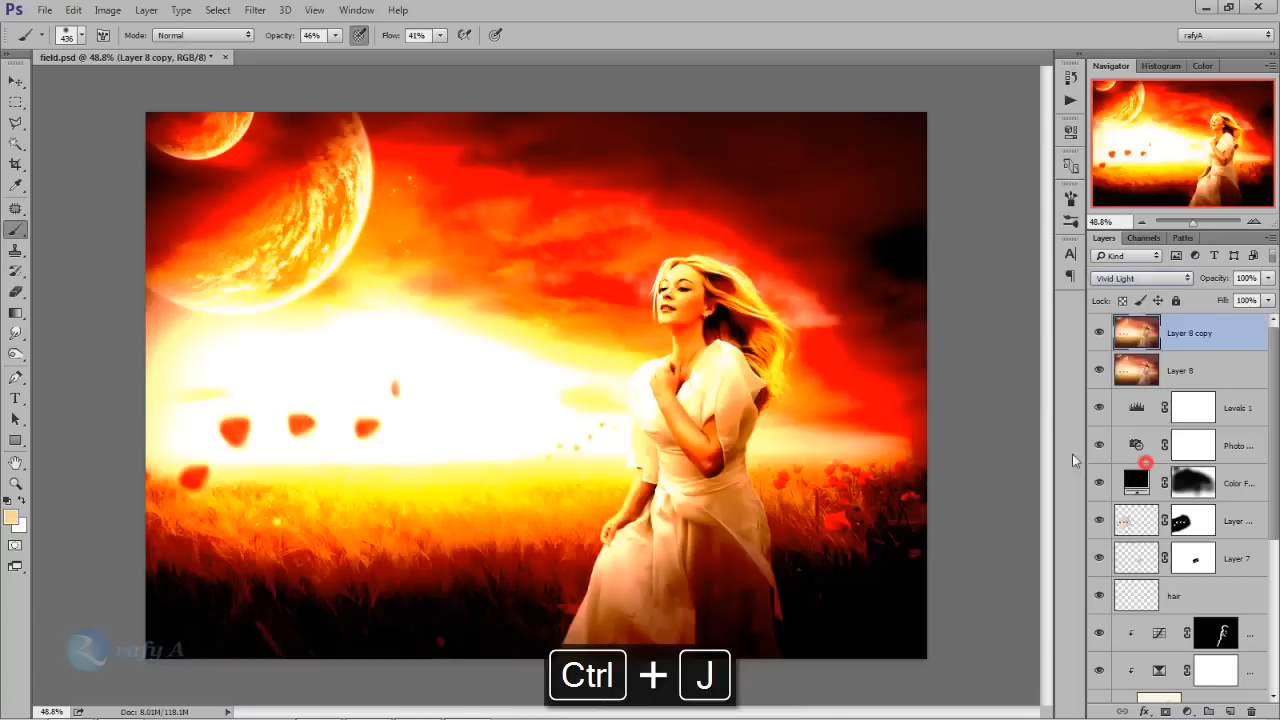 Ps File Edit Image Layer Type Select Filter 3D View Window Help
436 Mode: Normal Opacity: 46% Flow: 41% rafyA
field.psd @ 48.8% (Layer 8 copy, RGB/8) * ×
Navigator Histogram Color
48.8%
Layers Channels Paths
Kind
Vivid Light Opacity: 100%
Lock: Fill: 100%
Layer 8 copy
Layer 8
Levels 1
Photo ...
Color F...
Layer ...
Layer 7
hair
...
...
rafy A
Ctrl + J
48.8% Doc: 8.01M/118.1M